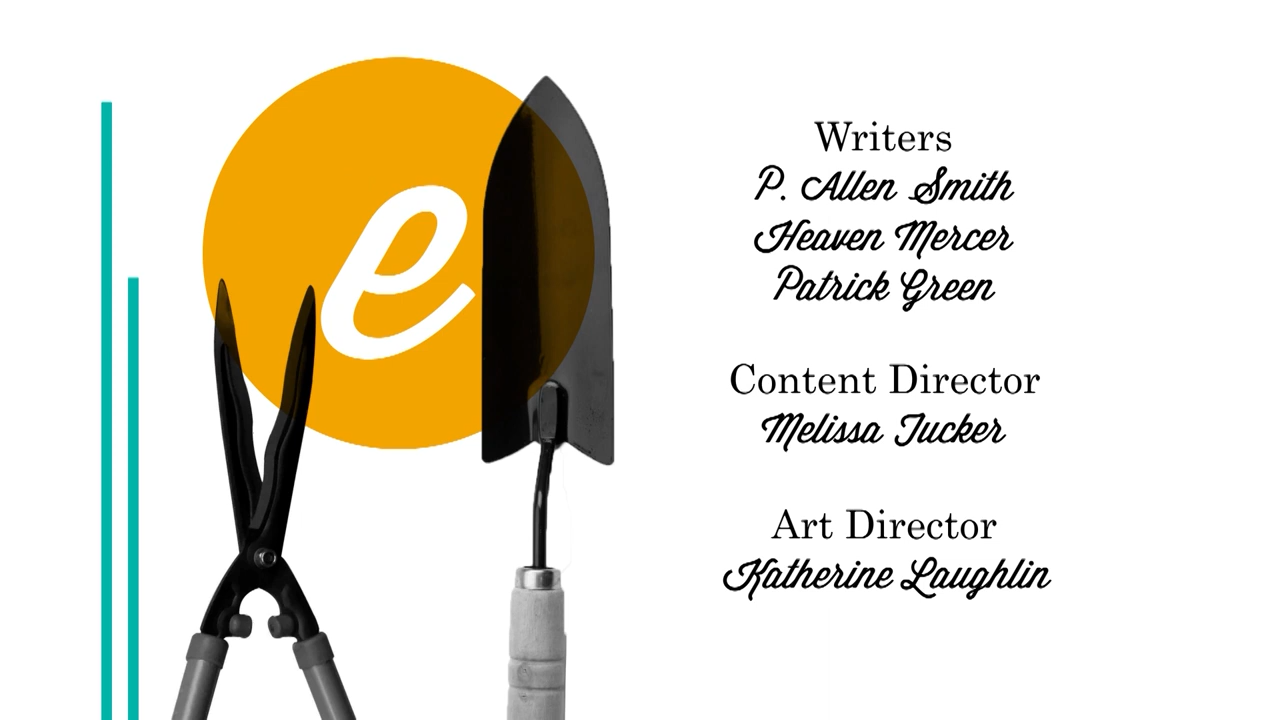 e
Writers
P. Allen Smith
Heaven Mercer
Patrick Green
Content Director
Melissa Tucker
Art Director
Katherine Laughlin